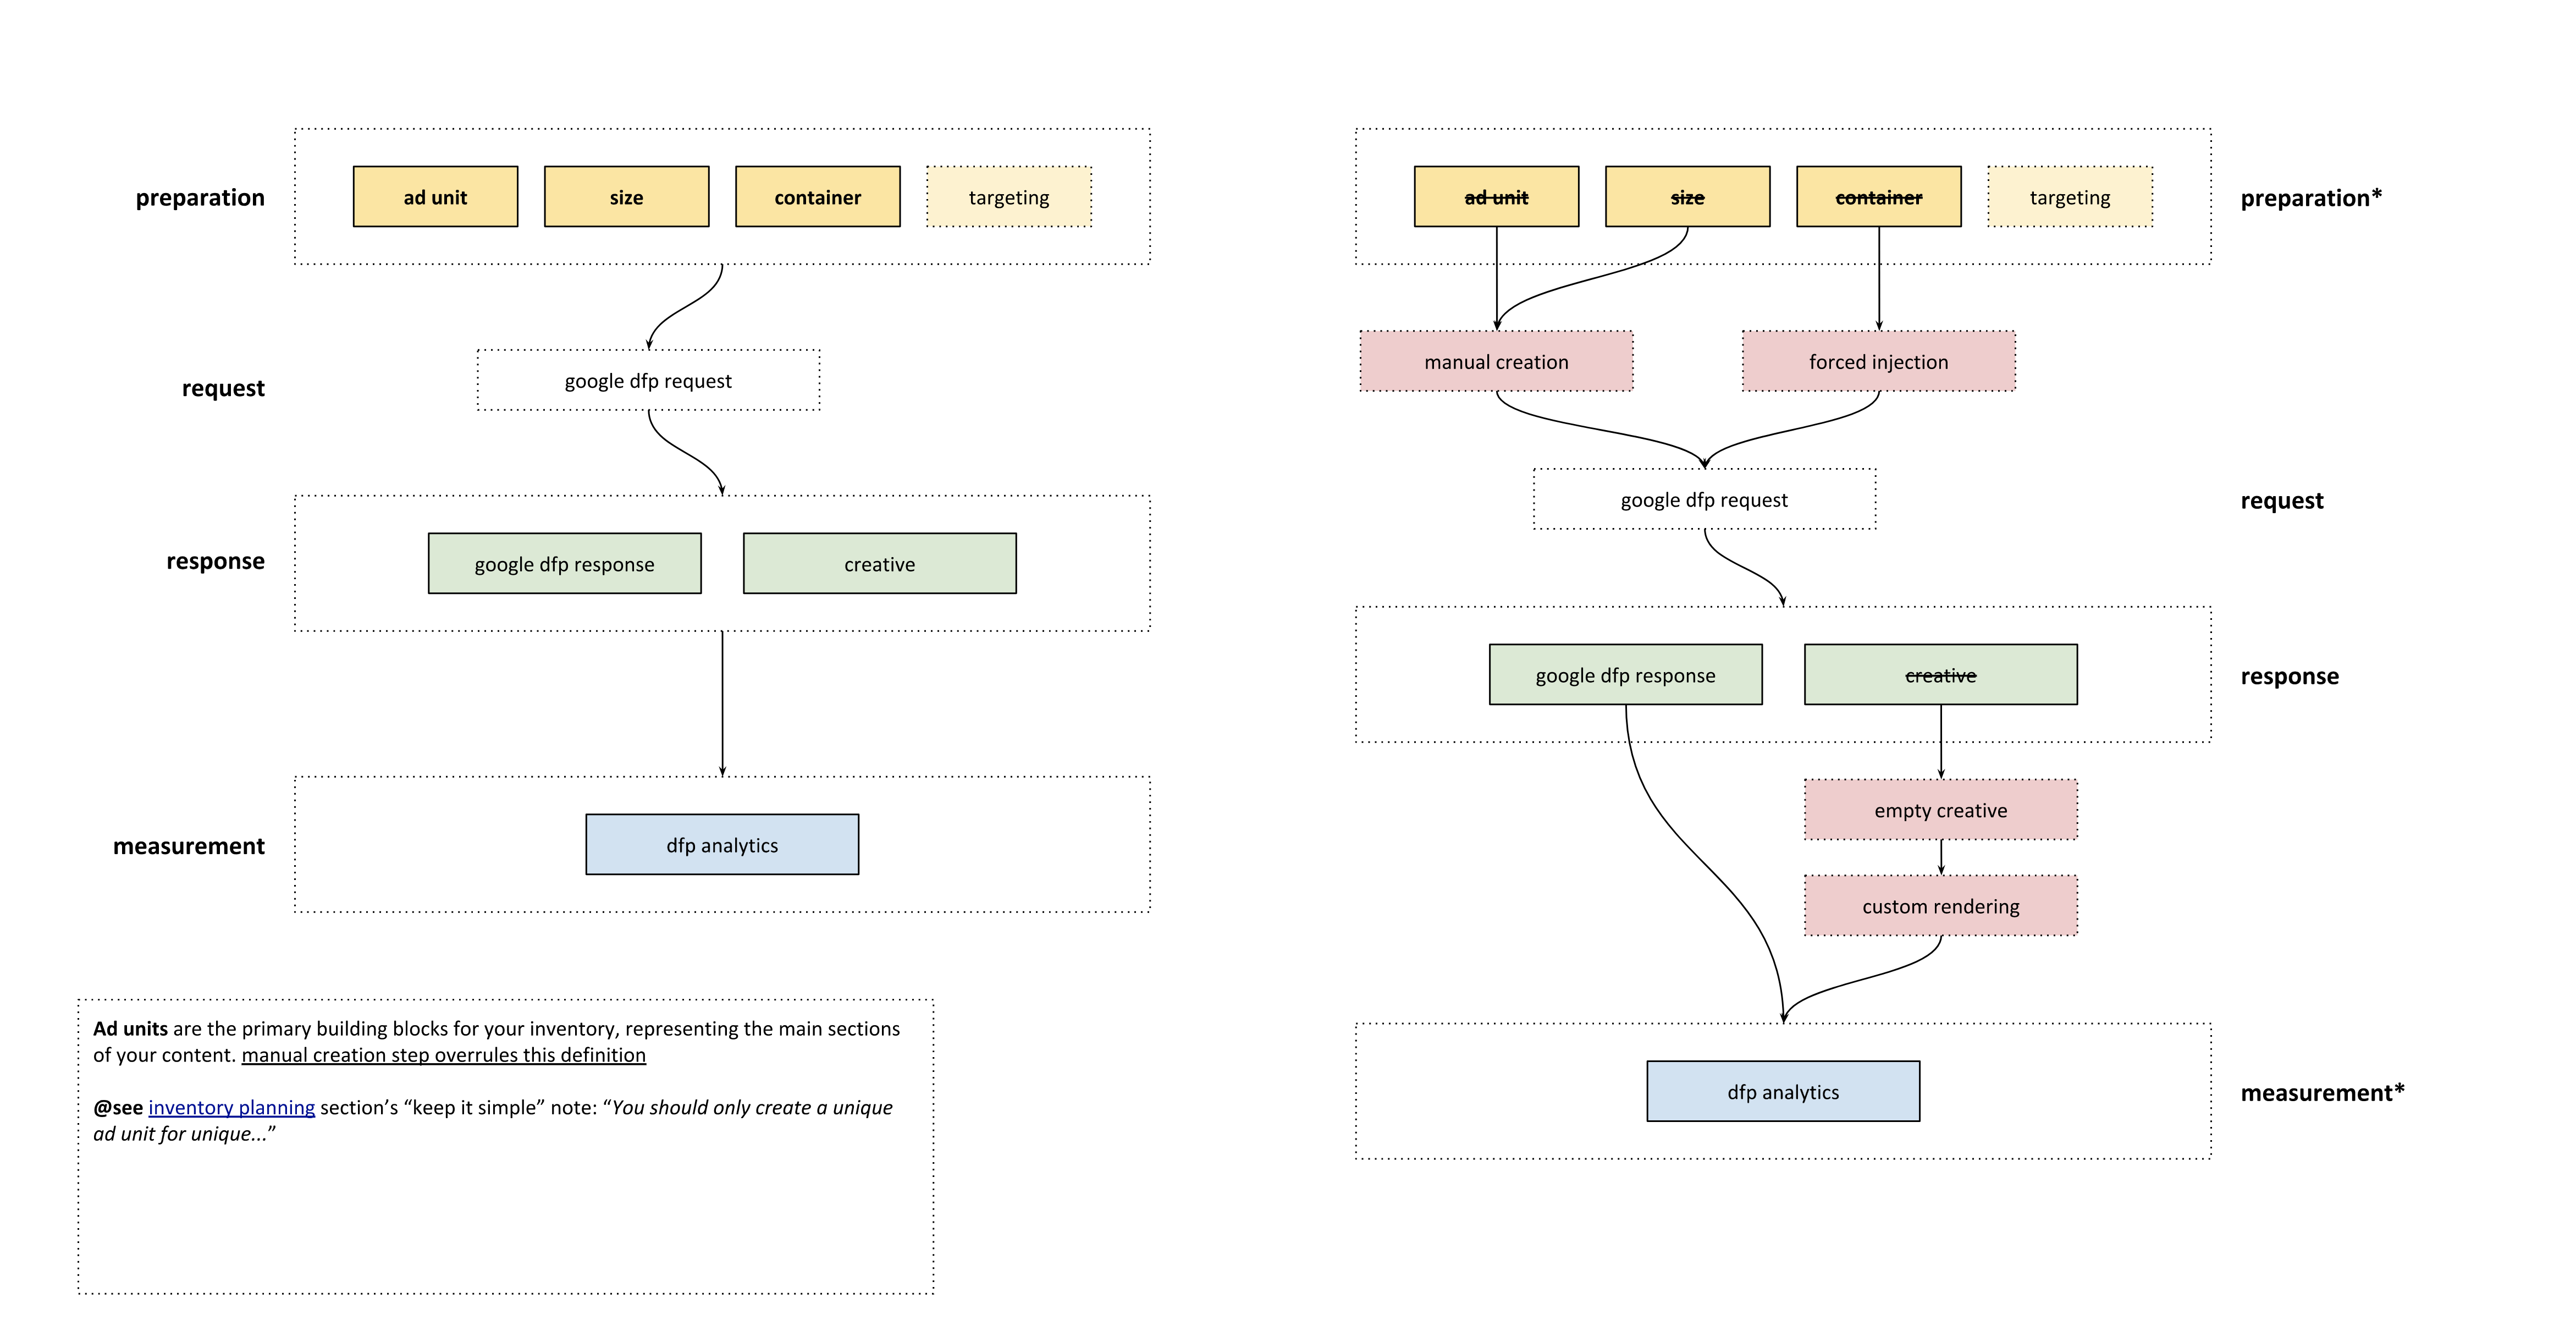 preparation
ad unit
size
container
targeting
request
google dfp request
response
google dfp response
creative
measurement
dfp analytics
Ad units are the primary building blocks for your inventory, representing the main sections
of your content. manual creation step overrules this definition
@see inventory planning section’s “keep it simple” note: “You should only create a unique
ad unit for unique...”
ad unit
size
container
targeting
preparation*
manual creation
forced injection
google dfp request
request
google dfp response
creative
response
empty creative
custom rendering
dfp analytics
measurement*